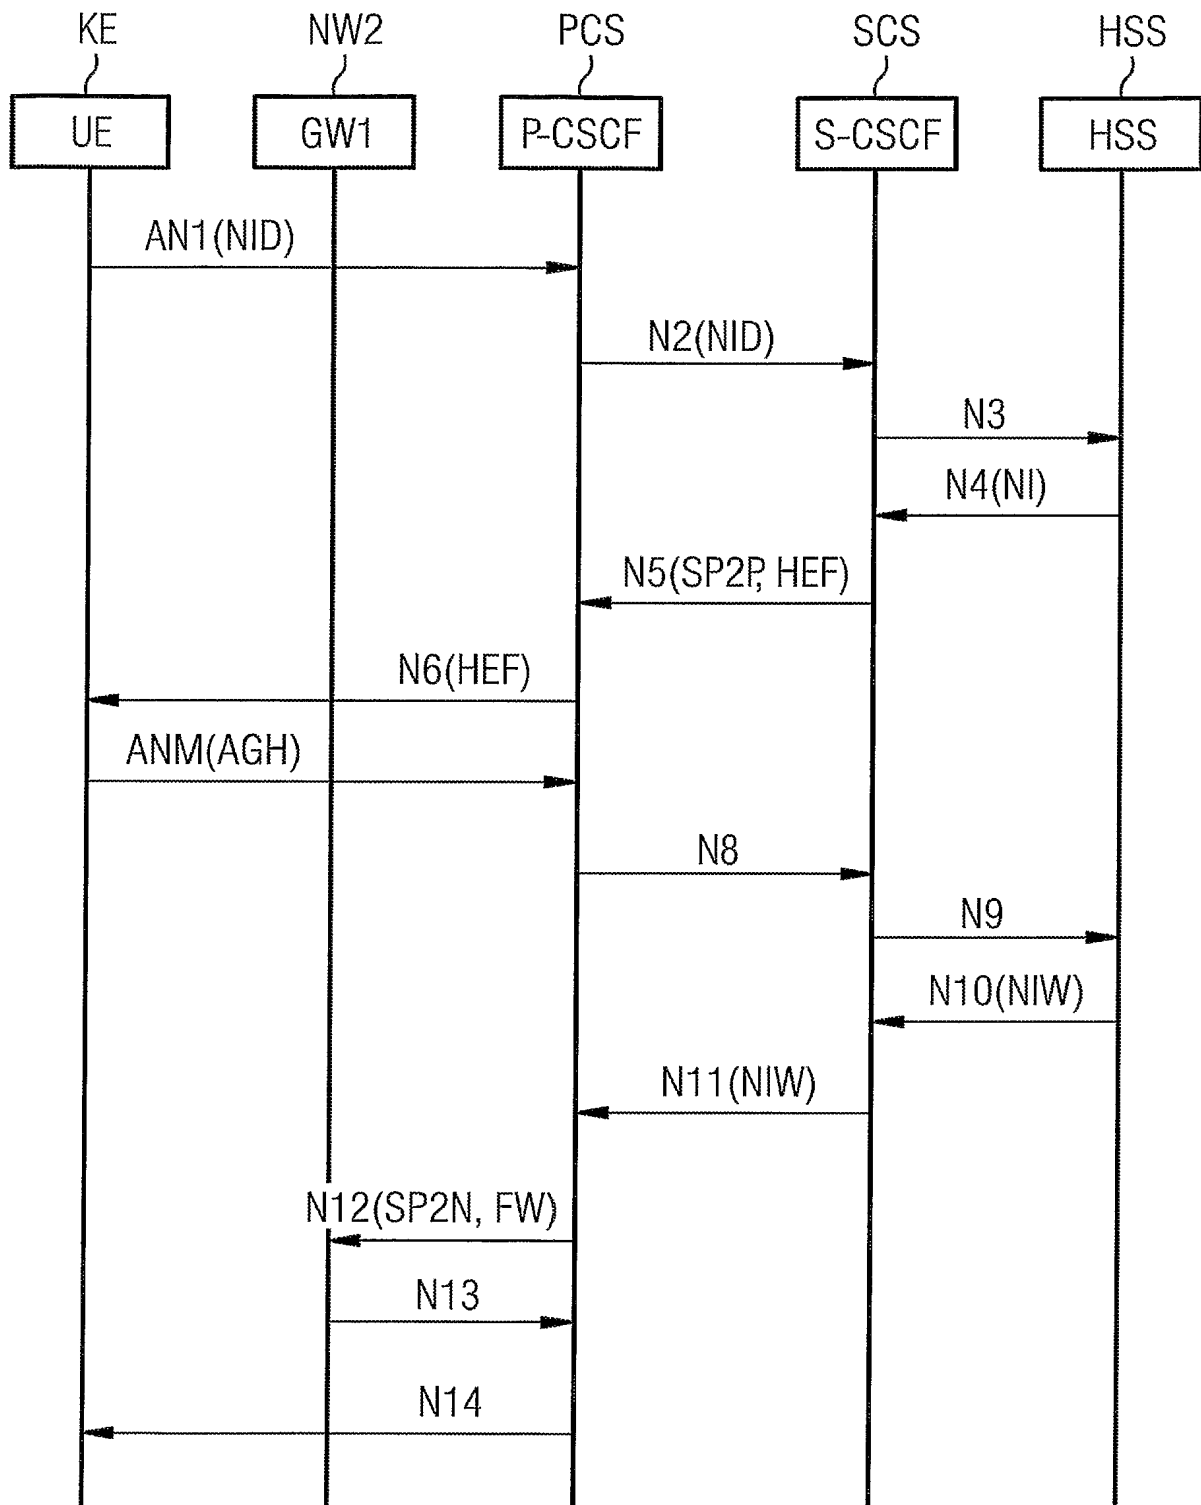 KE NW2 PCS SCS HSS
UE GW1 P-CSCF S-CSCF HSS
AN1(NID)
N2(NID)
N3
N4(NI)
N5(SP2P, HEF)
N6(HEF)
ANM(AGH)
N8
N9
N10(NIW)
N11(NIW)
N12(SP2N, FW)
N13
N14